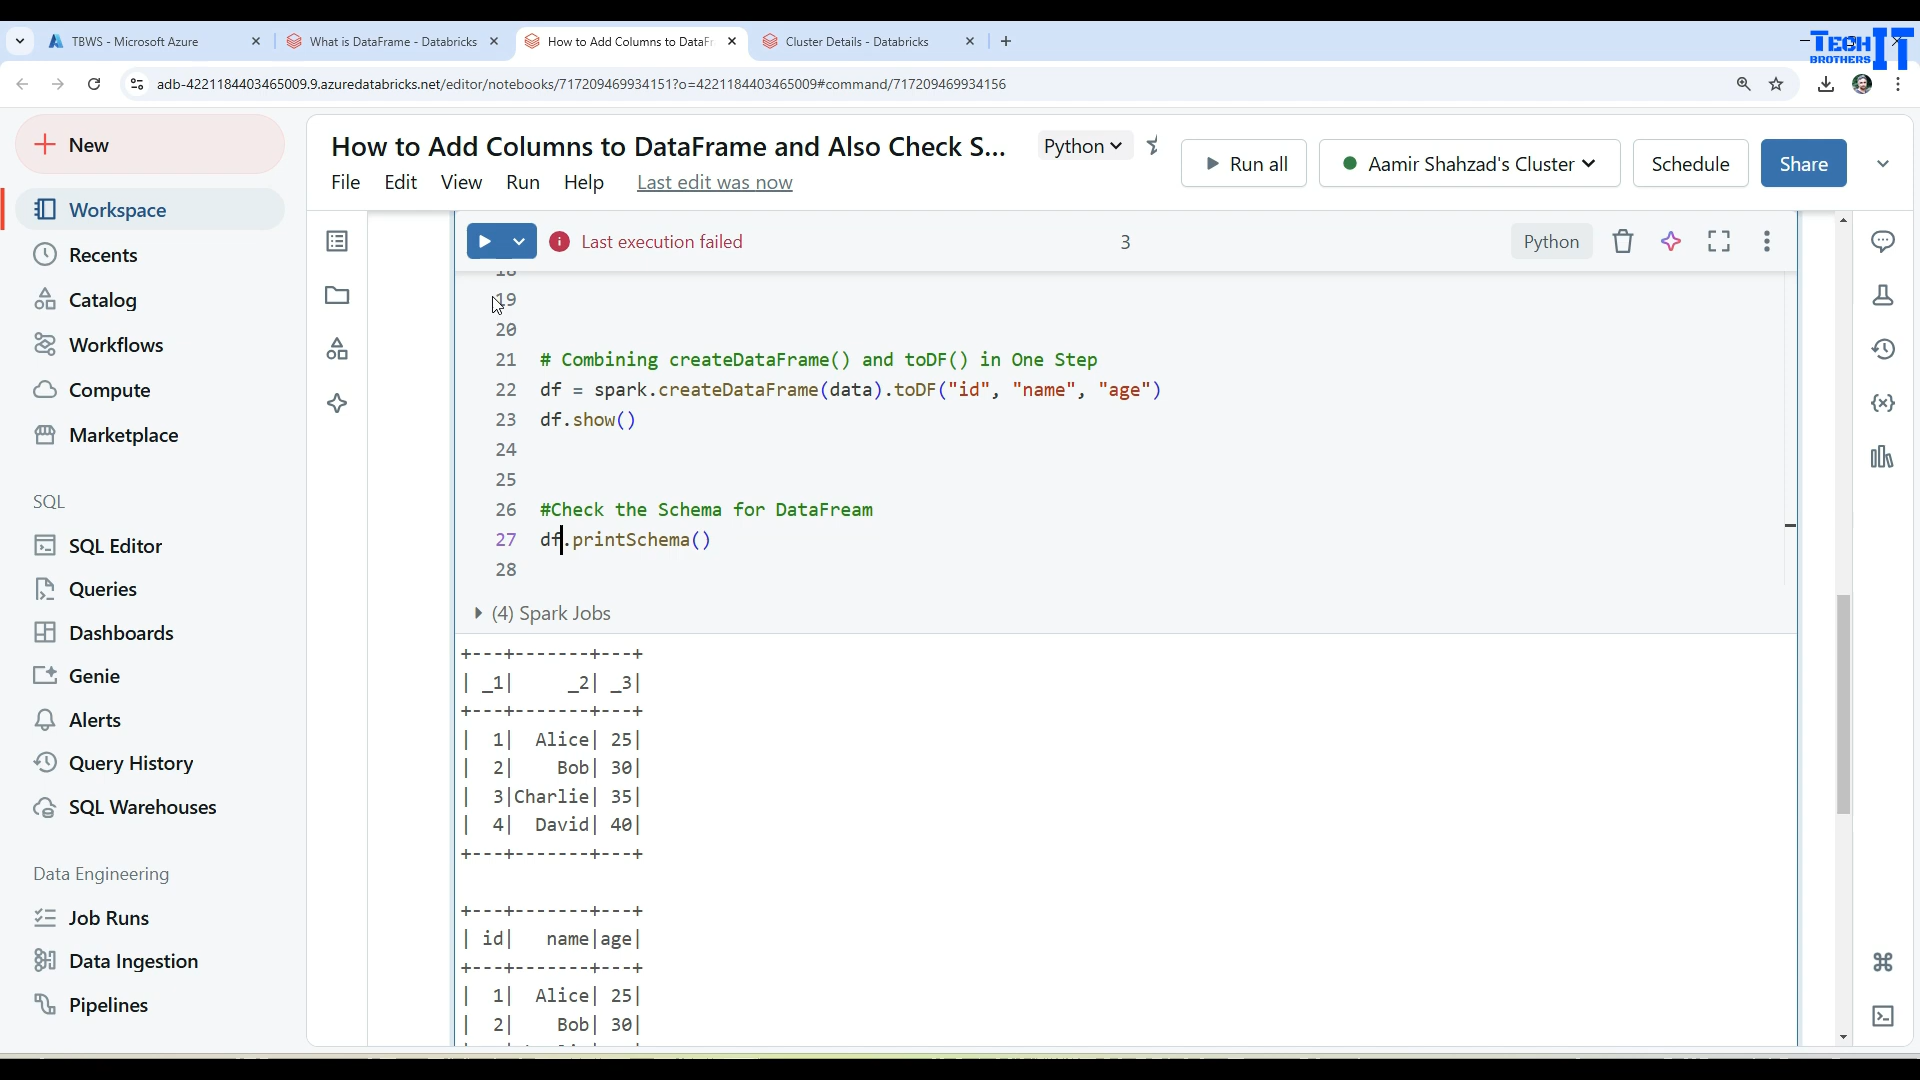 TBWS - Microsoft Azure
What is DataFrame - Databricks
How to Add Columns to DataFr
Cluster Details - Databricks
TECH IT
BROTHERS
adb-4221184403465009.9.azuredatabricks.net/editor/notebooks/717209469934151?o=4221184403465009#command/717209469934156
New
Workspace
Recents
Catalog
Workflows
Compute
Marketplace
SQL
SQL Editor
Queries
Dashboards
Genie
Alerts
Query History
SQL Warehouses
Data Engineering
Job Runs
Data Ingestion
Pipelines
How to Add Columns to DataFrame and Also Check S...
Python
Run all
Aamir Shahzad's Cluster
Schedule
Share
File Edit View Run Help Last edit was now
Last execution failed
3
Python
18
19
20
21 # Combining createDataFrame() and toDF() in One Step
22 df = spark.createDataFrame(data).toDF("id", "name", "age")
23 df.show()
24
25
26 #Check the Schema for DataFream
27 df.printSchema()
28
(4) Spark Jobs
+---+-------+---+
| _1|     _2| _3|
+---+-------+---+
|  1|  Alice| 25|
|  2|    Bob| 30|
|  3|Charlie| 35|
|  4|  David| 40|
+---+-------+---+
+---+-------+---+
| id|   name|age|
+---+-------+---+
|  1|  Alice| 25|
|  2|    Bob| 30|